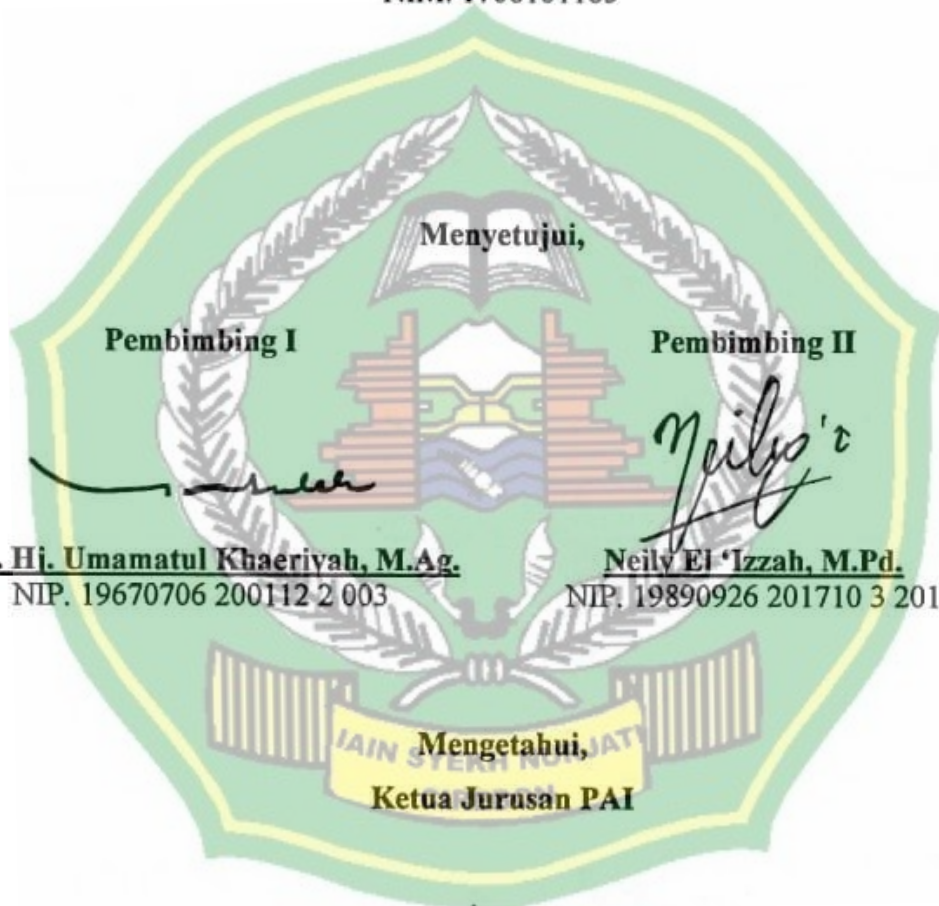 Menyetujui,
Pembimbing I Pembimbing II
Hj. Umamatul Khaeriyah, M.Ag. Neily El ‘Izzah, M.Pd.
NIP. 19670706 200112 2 003 NIP. 19890926 201710 3 201
IAIN SYEKH NURJATI
Mengetahui,
Ketua Jurusan PAI